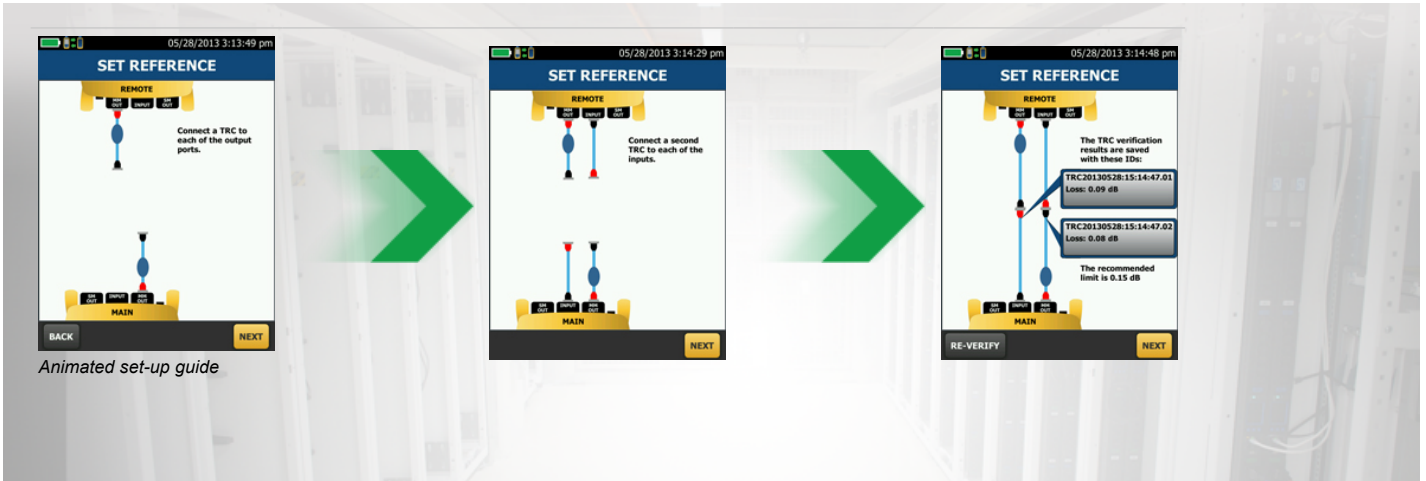 05/28/2013 3:13:49 pm
SET REFERENCE
REMOTE
MM OUT INPUT SM OUT
Connect a TRC to
each of the output
ports.
SM OUT INPUT MM OUT
MAIN
BACK NEXT
Animated set-up guide
05/28/2013 3:14:29 pm
SET REFERENCE
REMOTE
MM OUT INPUT SM OUT
Connect a second
TRC to each of the
inputs.
SM OUT INPUT MM OUT
MAIN
NEXT
05/28/2013 3:14:48 pm
SET REFERENCE
REMOTE
MM OUT INPUT SM OUT
The TRC verification
results are saved
with these IDs:
TRC20130528:15:14:47.01
Loss: 0.09 dB
TRC20130528:15:14:47.02
Loss: 0.08 dB
The recommended
limit is 0.15 dB
SM OUT INPUT MM OUT
MAIN
RE-VERIFY NEXT